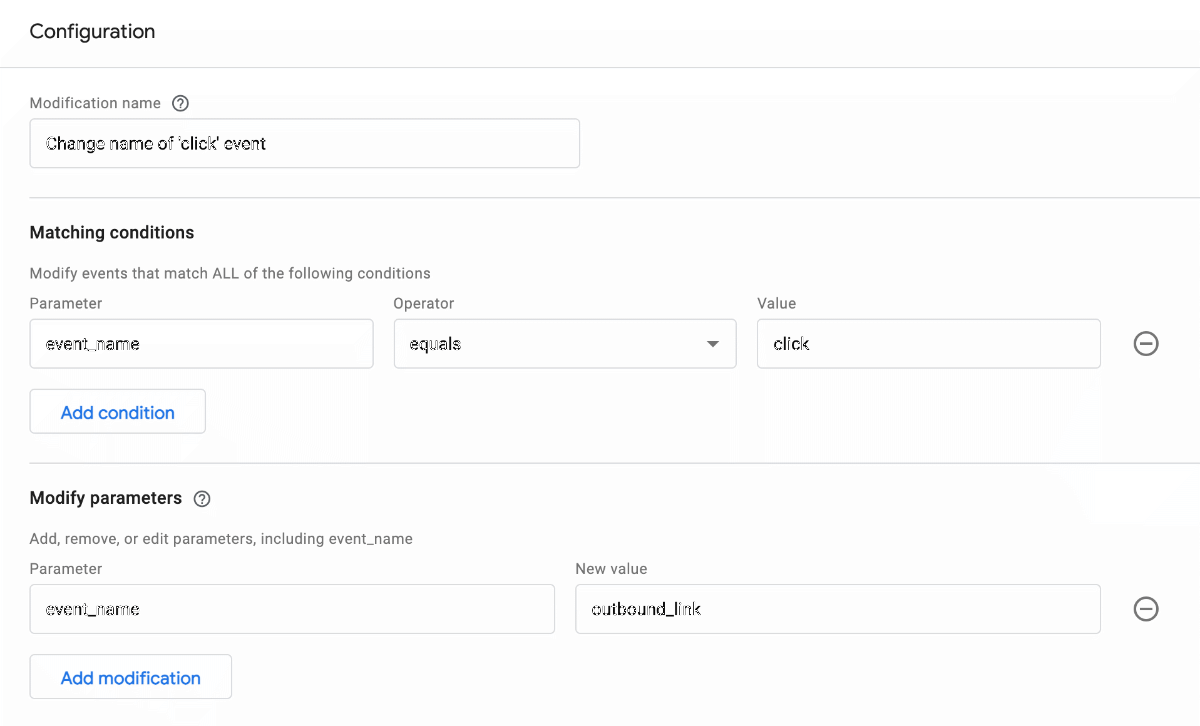 Configuration
Modification name
Change name of 'click' event
Matching conditions
Modify events that match ALL of the following conditions
Parameter Operator Value
event_name equals click
Add condition
Modify parameters
Add, remove, or edit parameters, including event_name
Parameter New value
event_name outbound_link
Add modification